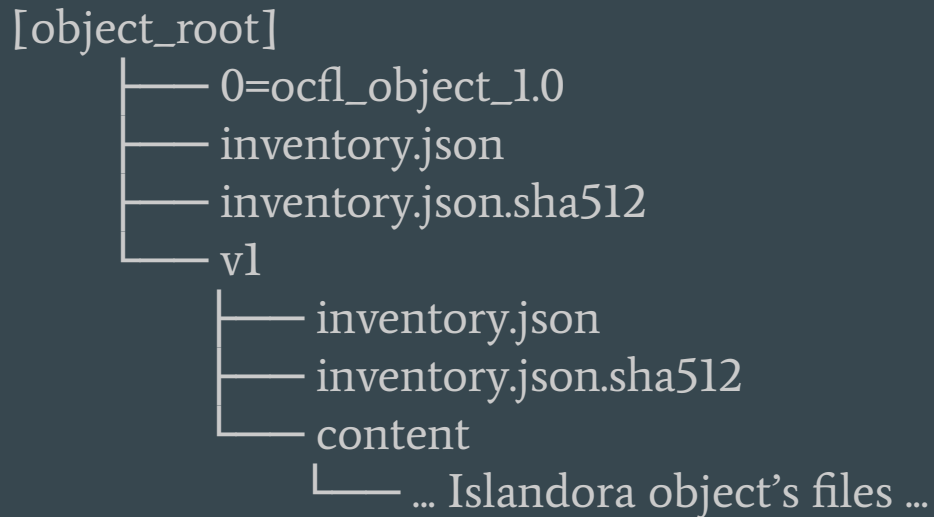 [object_root]
├── 0=ocfl_object_1.0
├── inventory.json
├── inventory.json.sha512
└── v1
├── inventory.json
├── inventory.json.sha512
└── content
└── ... Islandora object’s files ...